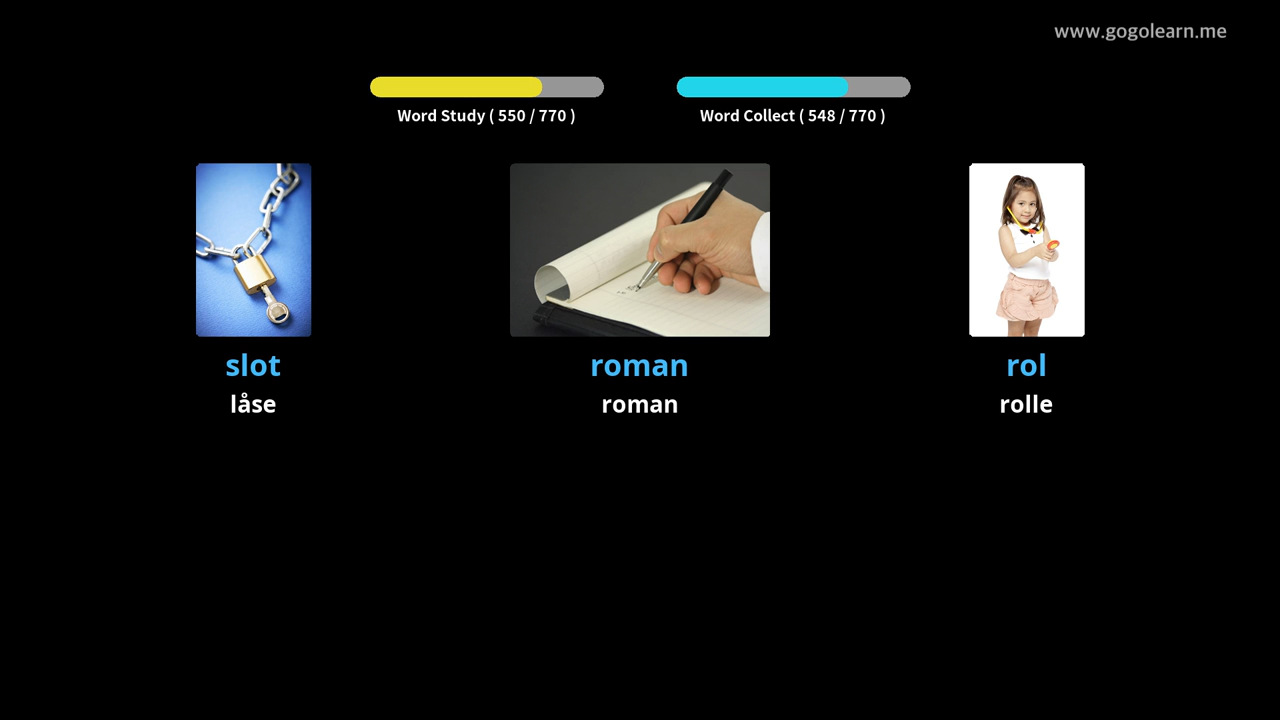 www.gogolearn.me
Word Study ( 550 / 770 )
Word Collect ( 548 / 770 )
slot
låse
roman
roman
rol
rolle